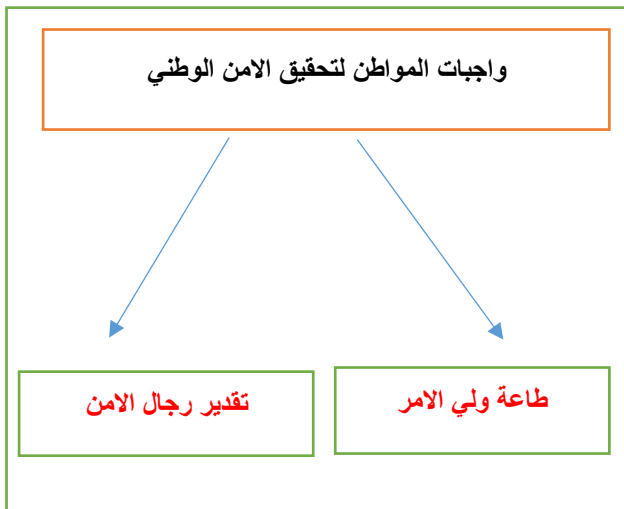 واجبات المواطن لتحقيق الامن الوطني
طاعة ولي الامر
تقدير رجال الامن